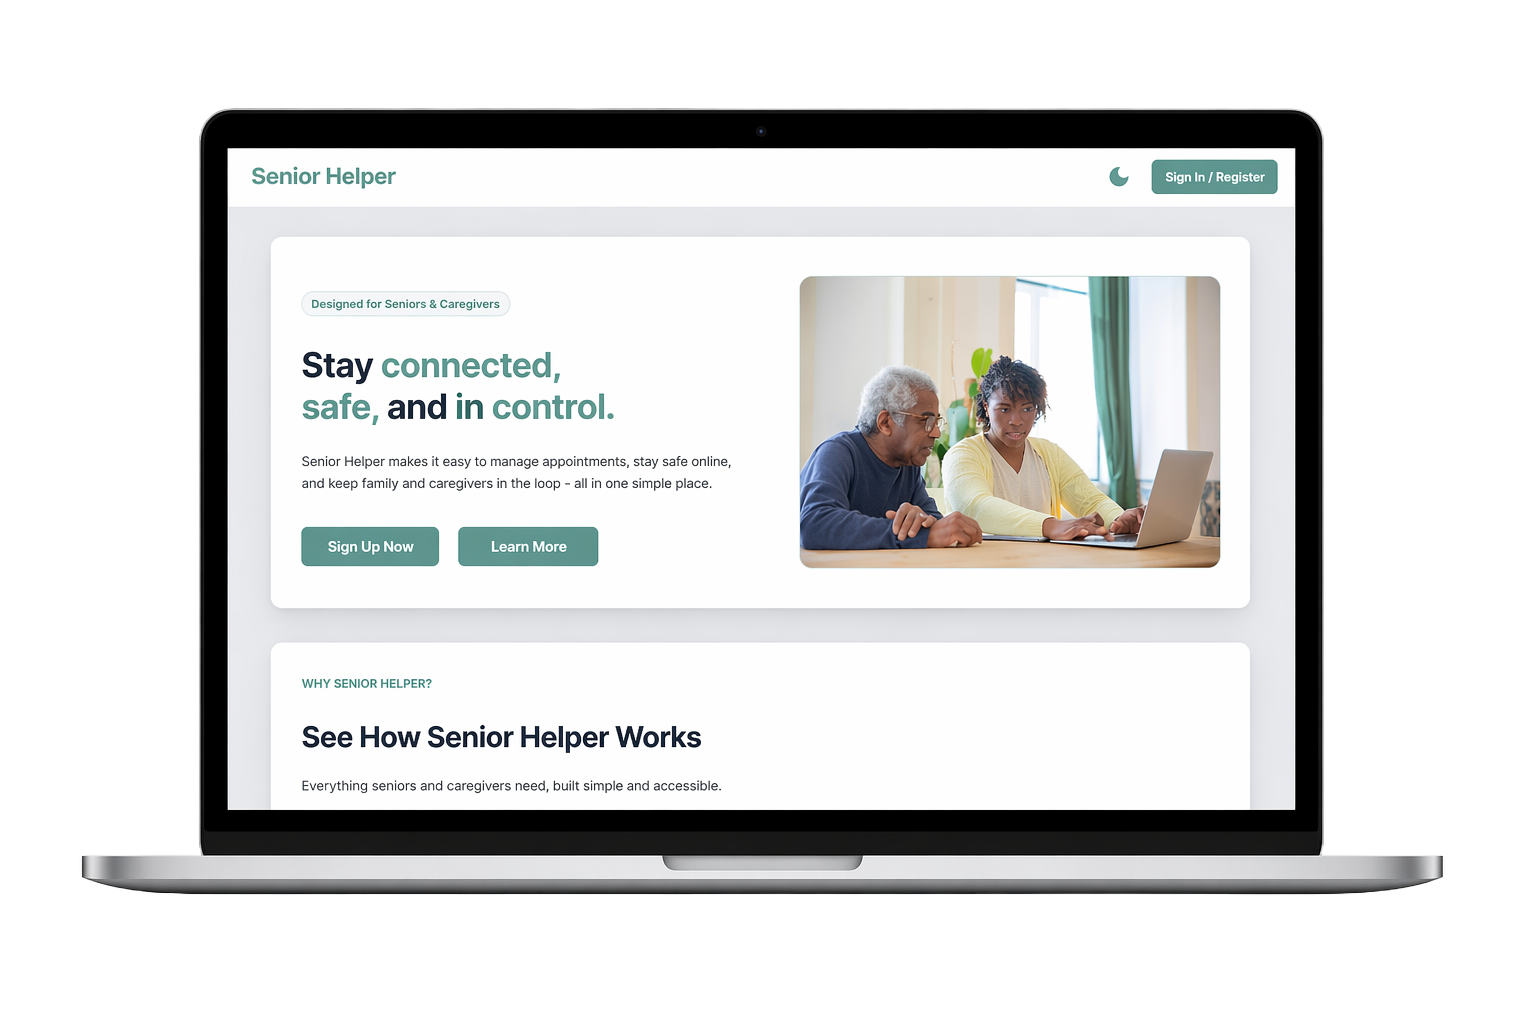 Senior Helper
Sign In / Register
Designed for Seniors & Caregivers
Stay connected,
safe, and in control.
Senior Helper makes it easy to manage appointments, stay safe online,
and keep family and caregivers in the loop - all in one simple place.
Sign Up Now
Learn More
WHY SENIOR HELPER?
See How Senior Helper Works
Everything seniors and caregivers need, built simple and accessible.